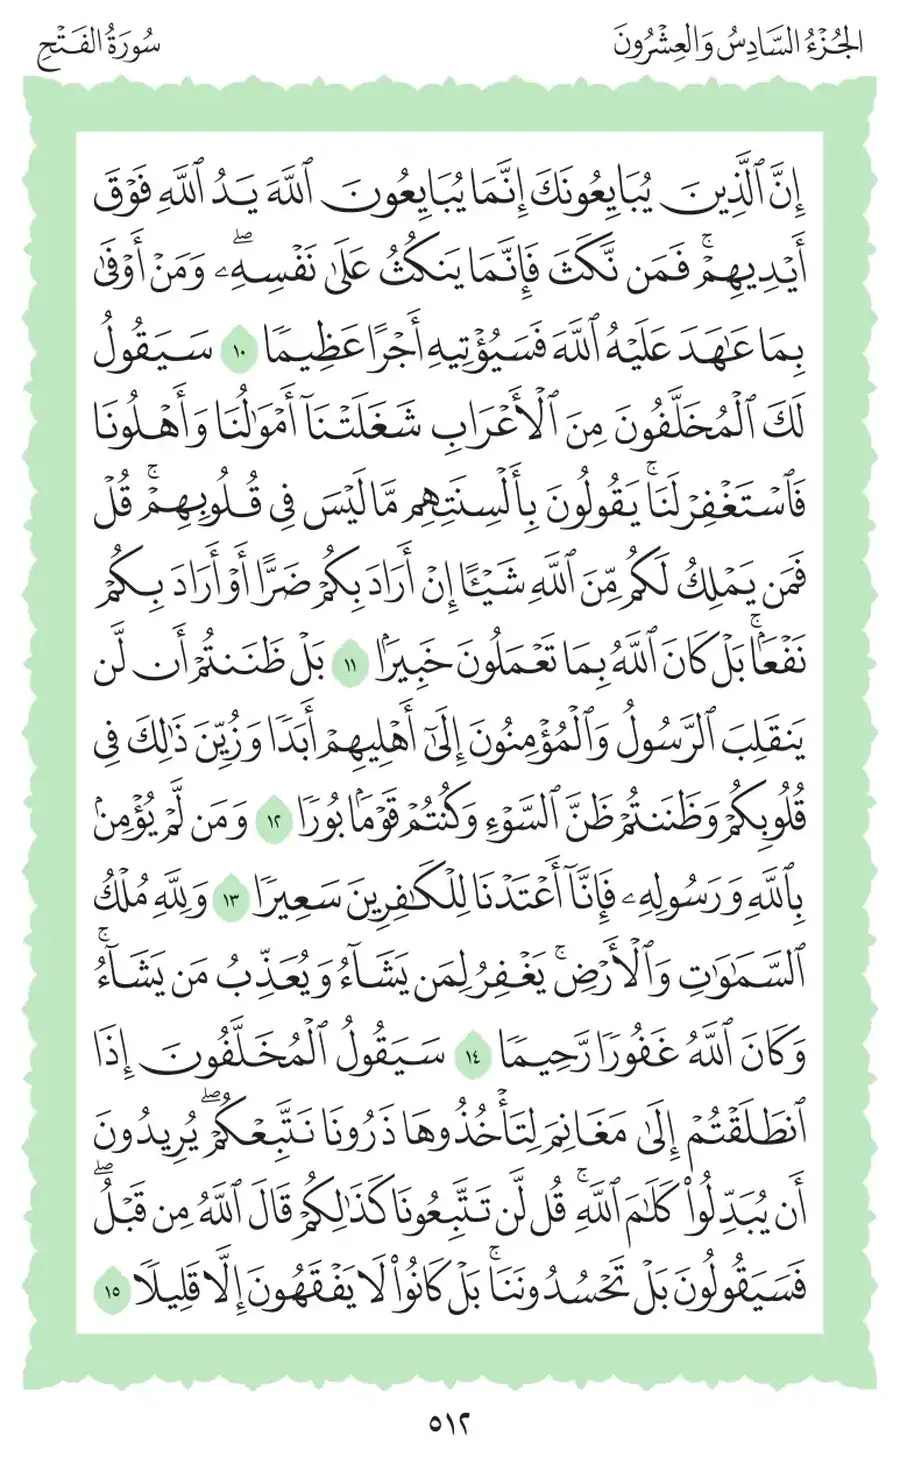 الجُزْءُ السَّادِسُ وَالعِشْرُونَ
سُورَةُ الفَتْحِ
إِنَّ ٱلَّذِينَ يُبَايِعُونَكَ إِنَّمَا يُبَايِعُونَ ٱللَّهَ يَدُ ٱللَّهِ فَوْقَ
أَيْدِيهِمْۚ فَمَن نَّكَثَ فَإِنَّمَا يَنكُثُ عَلَىٰ نَفْسِهِۦۖ وَمَنْ أَوْفَىٰ
بِمَا عَٰهَدَ عَلَيْهُ ٱللَّهَ فَسَيُؤْتِيهِ أَجْرًا عَظِيمًا ١٠ سَيَقُولُ
لَكَ ٱلْمُخَلَّفُونَ مِنَ ٱلْأَعْرَابِ شَغَلَتْنَآ أَمْوَٰلُنَا وَأَهْلُونَا
فَٱسْتَغْفِرْ لَنَاۚ يَقُولُونَ بِأَلْسِنَتِهِم مَّا لَيْسَ فِى قُلُوبِهِمْۚ قُلْ
فَمَن يَمْلِكُ لَكُم مِّنَ ٱللَّهِ شَيْـًٔا إِنْ أَرَادَ بِكُمْ ضَرًّا أَوْ أَرَادَ بِكُمْ
نَفْعًۢاۚ بَلْ كَانَ ٱللَّهُ بِمَا تَعْمَلُونَ خَبِيرًۢا ١١ بَلْ ظَنَنتُمْ أَن لَّن
يَنقَلِبَ ٱلرَّسُولُ وَٱلْمُؤْمِنُونَ إِلَىٰٓ أَهْلِيهِمْ أَبَدًا وَزُيِّنَ ذَٰلِكَ فِى
قُلُوبِكُمْ وَظَنَنتُمْ ظَنَّ ٱلسَّوْءِ وَكُنتُمْ قَوْمًۢا بُورًا ١٢ وَمَن لَّمْ يُؤْمِنۢ
بِٱللَّهِ وَرَسُولِهِۦ فَإِنَّآ أَعْتَدْنَا لِلْكَٰفِرِينَ سَعِيرًا ١٣ وَلِلَّهِ مُلْكُ
ٱلسَّمَٰوَٰتِ وَٱلْأَرْضِۚ يَغْفِرُ لِمَن يَشَآءُ وَيُعَذِّبُ مَن يَشَآءُۚ
وَكَانَ ٱللَّهُ غَفُورًا رَّحِيمًا ١٤ سَيَقُولُ ٱلْمُخَلَّفُونَ إِذَا
ٱنطَلَقْتُمْ إِلَىٰ مَغَانِمَ لِتَأْخُذُوهَا ذَرُونَا نَتَّبِعْكُمْۖ يُرِيدُونَ
أَن يُبَدِّلُوا۟ كَلَٰمَ ٱللَّهِۚ قُل لَّن تَتَّبِعُونَا كَذَٰلِكُمْ قَالَ ٱللَّهُ مِن قَبْلُۖ
فَسَيَقُولُونَ بَلْ تَحْسُدُونَنَاۚ بَلْ كَانُوا۟ لَا يَفْقَهُونَ إِلَّا قَلِيلًا ١٥
٥١٢